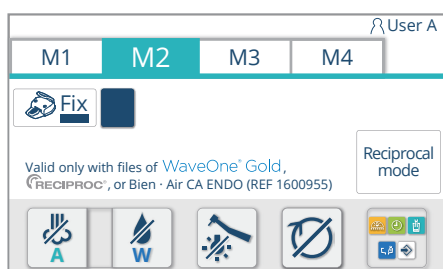 User A
M1 M2 M3 M4
Fix
Valid only with files of WaveOne® Gold,
RECIPROC®, or Bien · Air CA ENDO (REF 1600955)
Reciprocal
mode
A W